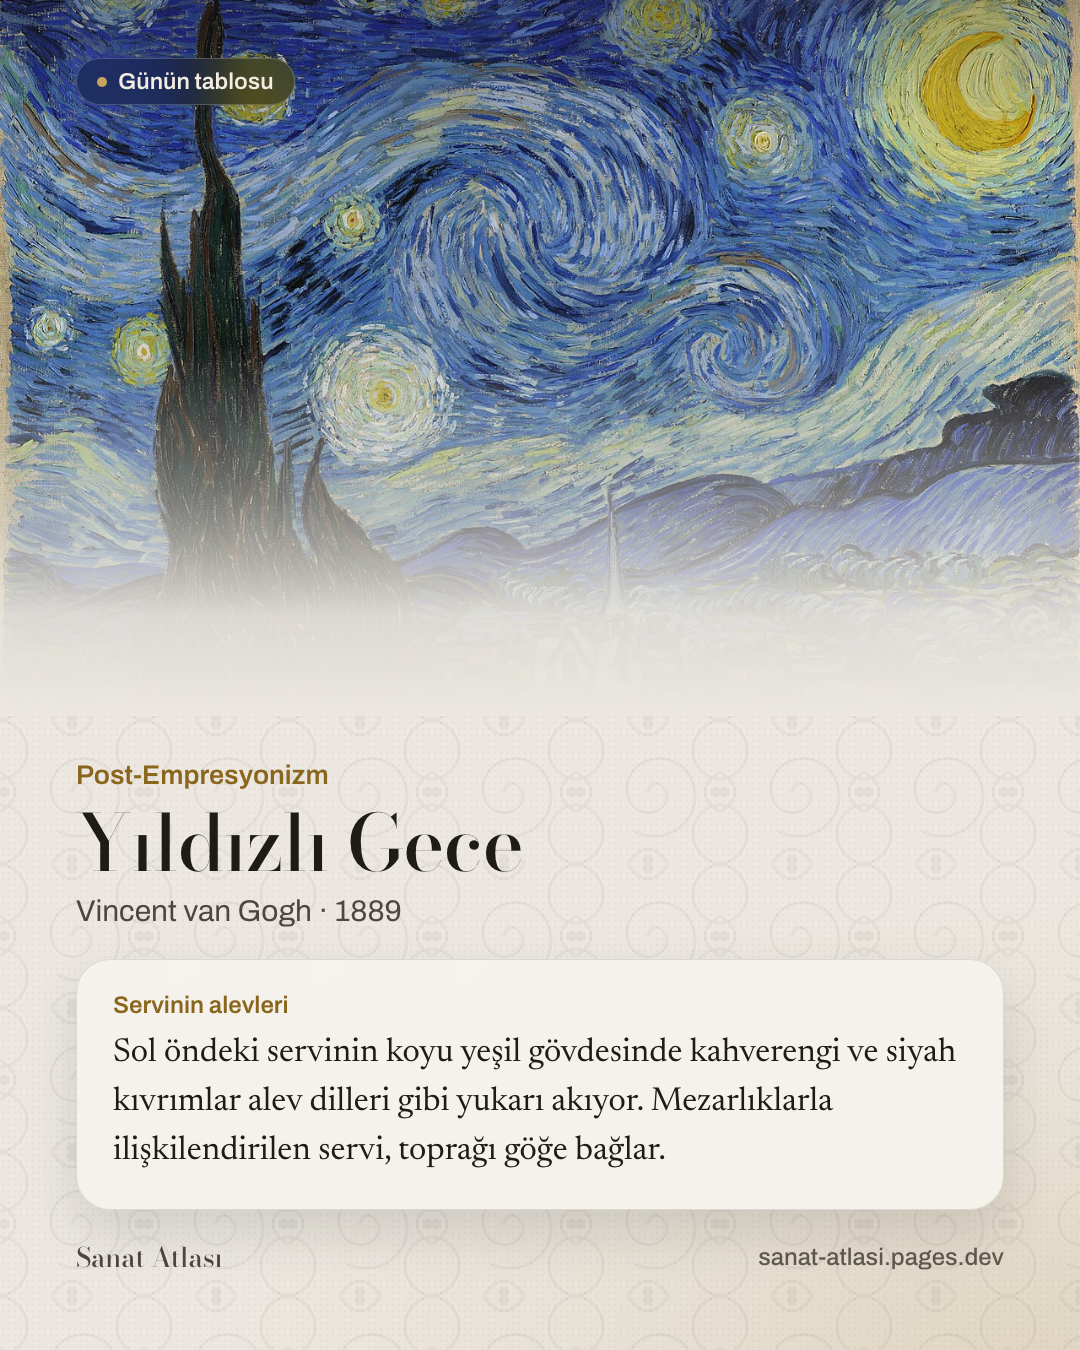 Günün tablosu
Post-Empresyonizm
Yıldızlı Gece
Vincent van Gogh · 1889
Servinin alevleri
Sol öndeki servinin koyu yeşil gövdesinde kahverengi ve siyah
kıvrımlar alev dilleri gibi yukarı akıyor. Mezarlıklarla
ilişkilendirilen servi, toprağı göğe bağlar.
Sanat Atlası
sanat-atlasi.pages.dev